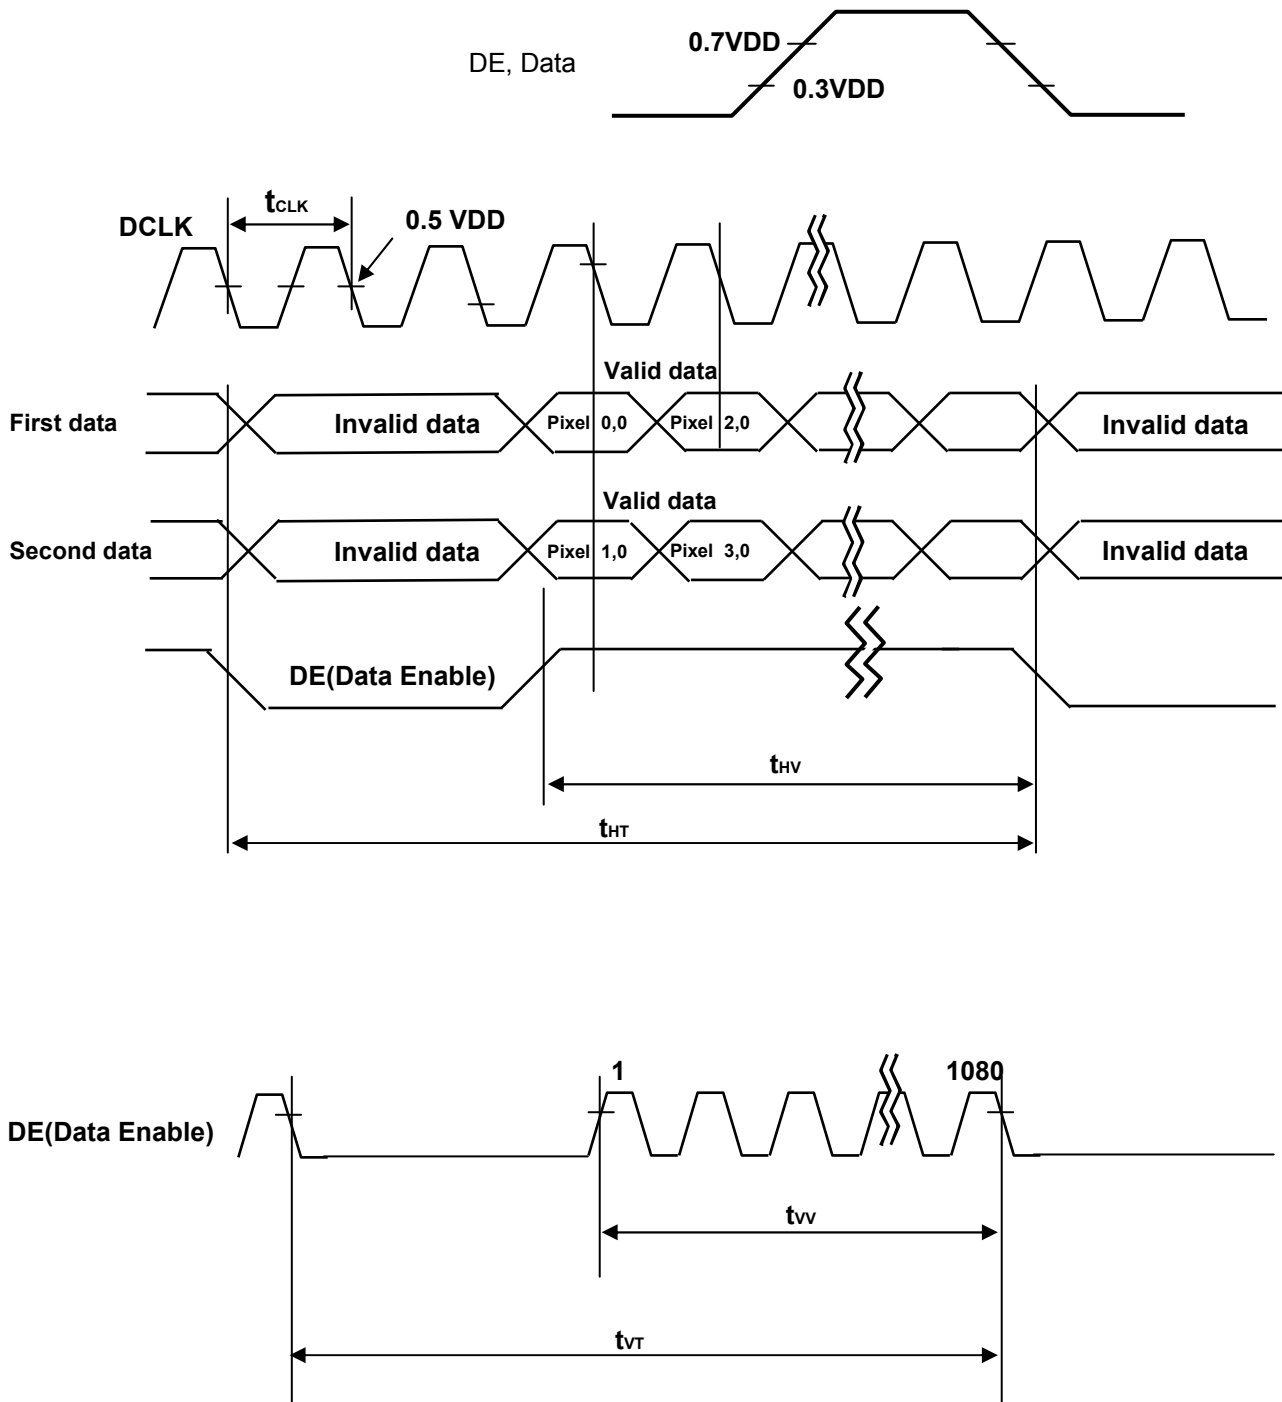 0.7VDD
DE, Data
0.3VDD
tCLK
0.5 VDD
DCLK
Valid data
First data
Invalid data
Pixel 0,0
Pixel 2,0
Invalid data
Valid data
Second data
Invalid data
Pixel 1,0
Pixel 3,0
Invalid data
DE(Data Enable)
tHV
tHT
1
1080
DE(Data Enable)
tVV
tVT